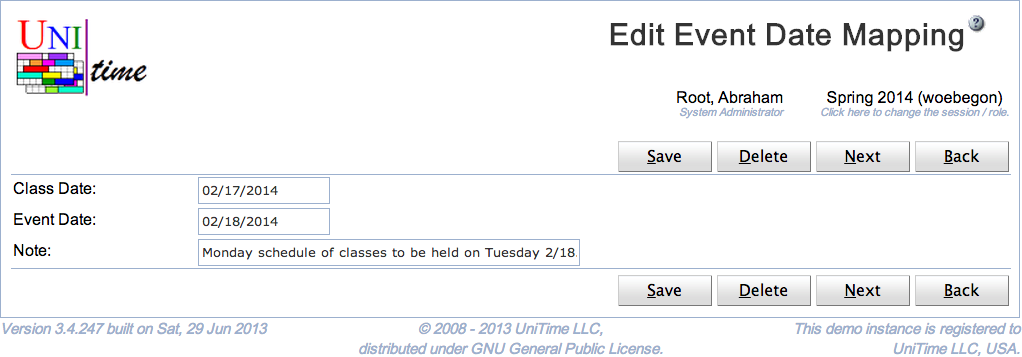 UNI time
Edit Event Date Mapping ?
Root, Abraham Spring 2014 (woebegon)
System Administrator Click here to change the session / role.
Save Delete Next Back
Class Date: 02/17/2014
Event Date: 02/18/2014
Note: Monday schedule of classes to be held on Tuesday 2/18.
Save Delete Next Back
Version 3.4.247 built on Sat, 29 Jun 2013 © 2008 - 2013 UniTime LLC, This demo instance is registered to
distributed under GNU General Public License. UniTime LLC, USA.